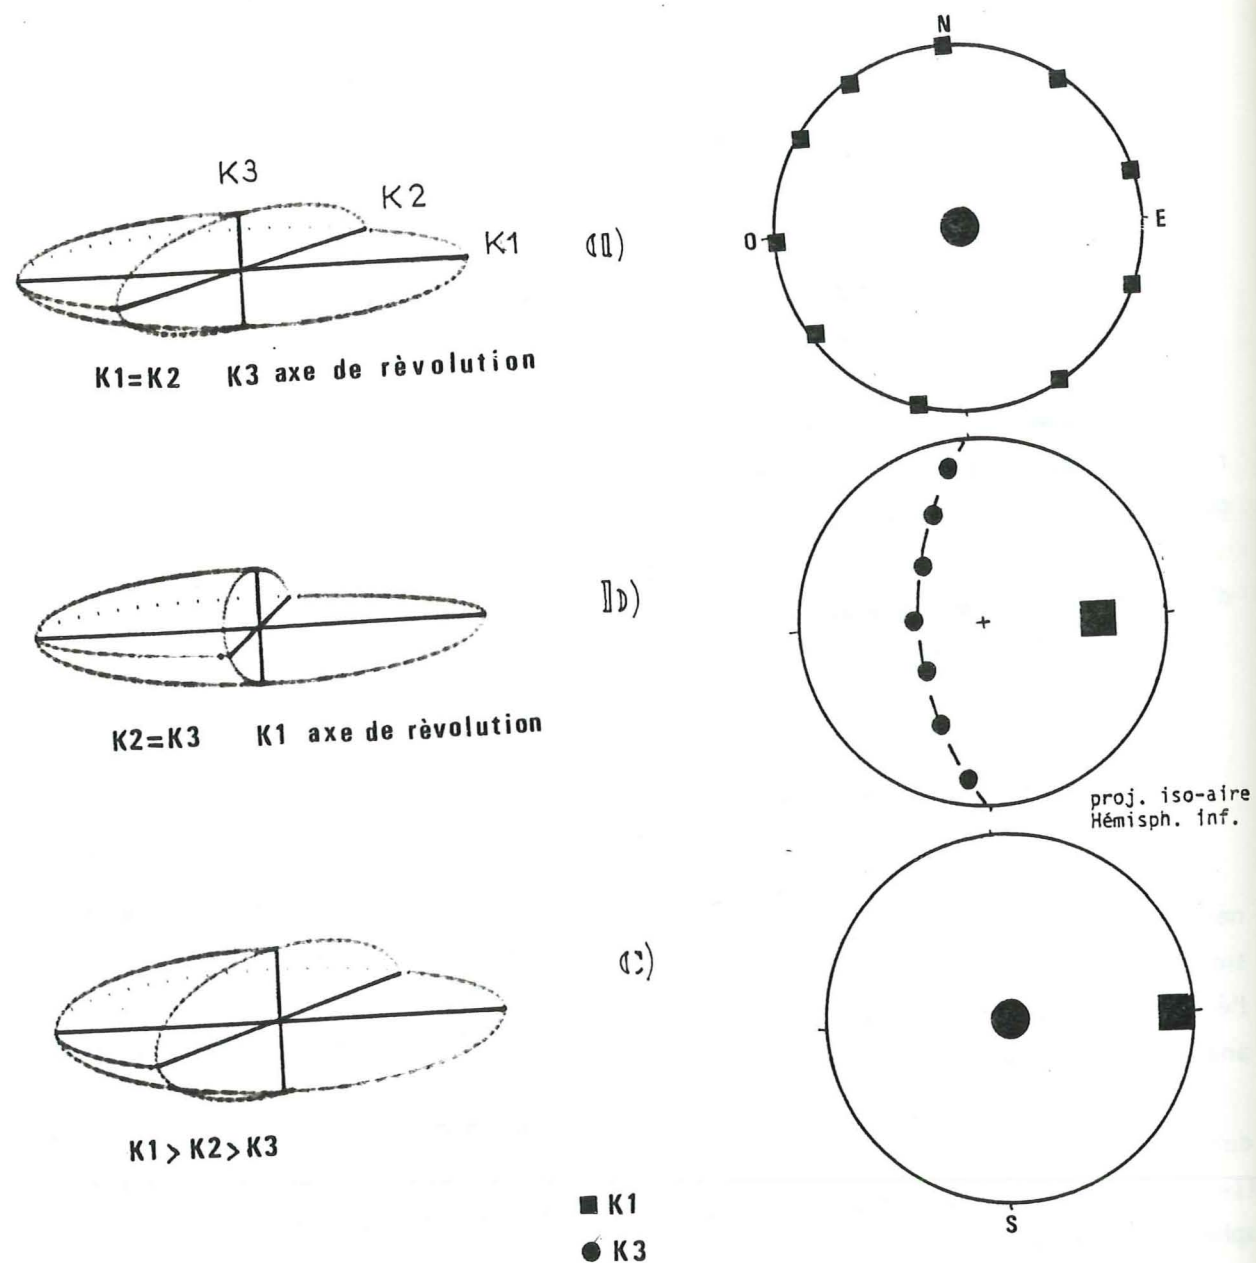 N
K3
K2
K1
a)
O
E
K1=K2 K3 axe de rèvolution
b)
K2=K3 K1 axe de rèvolution
proj. iso-aire
Hémisph. inf.
c)
K1 > K2 > K3
K1
S
K3